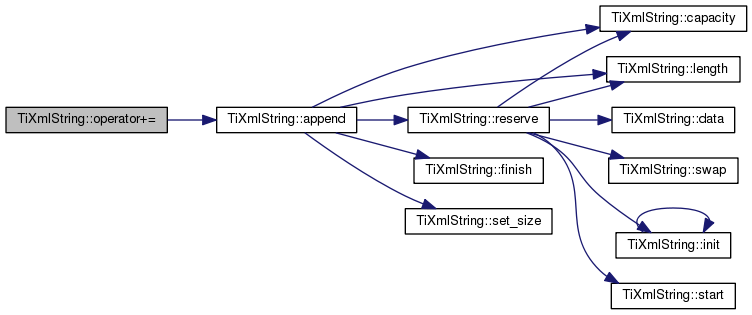 TiXmlString::operator+=
TiXmlString::append
TiXmlString::reserve
TiXmlString::finish
TiXmlString::set_size
TiXmlString::capacity
TiXmlString::length
TiXmlString::data
TiXmlString::swap
TiXmlString::init
TiXmlString::start